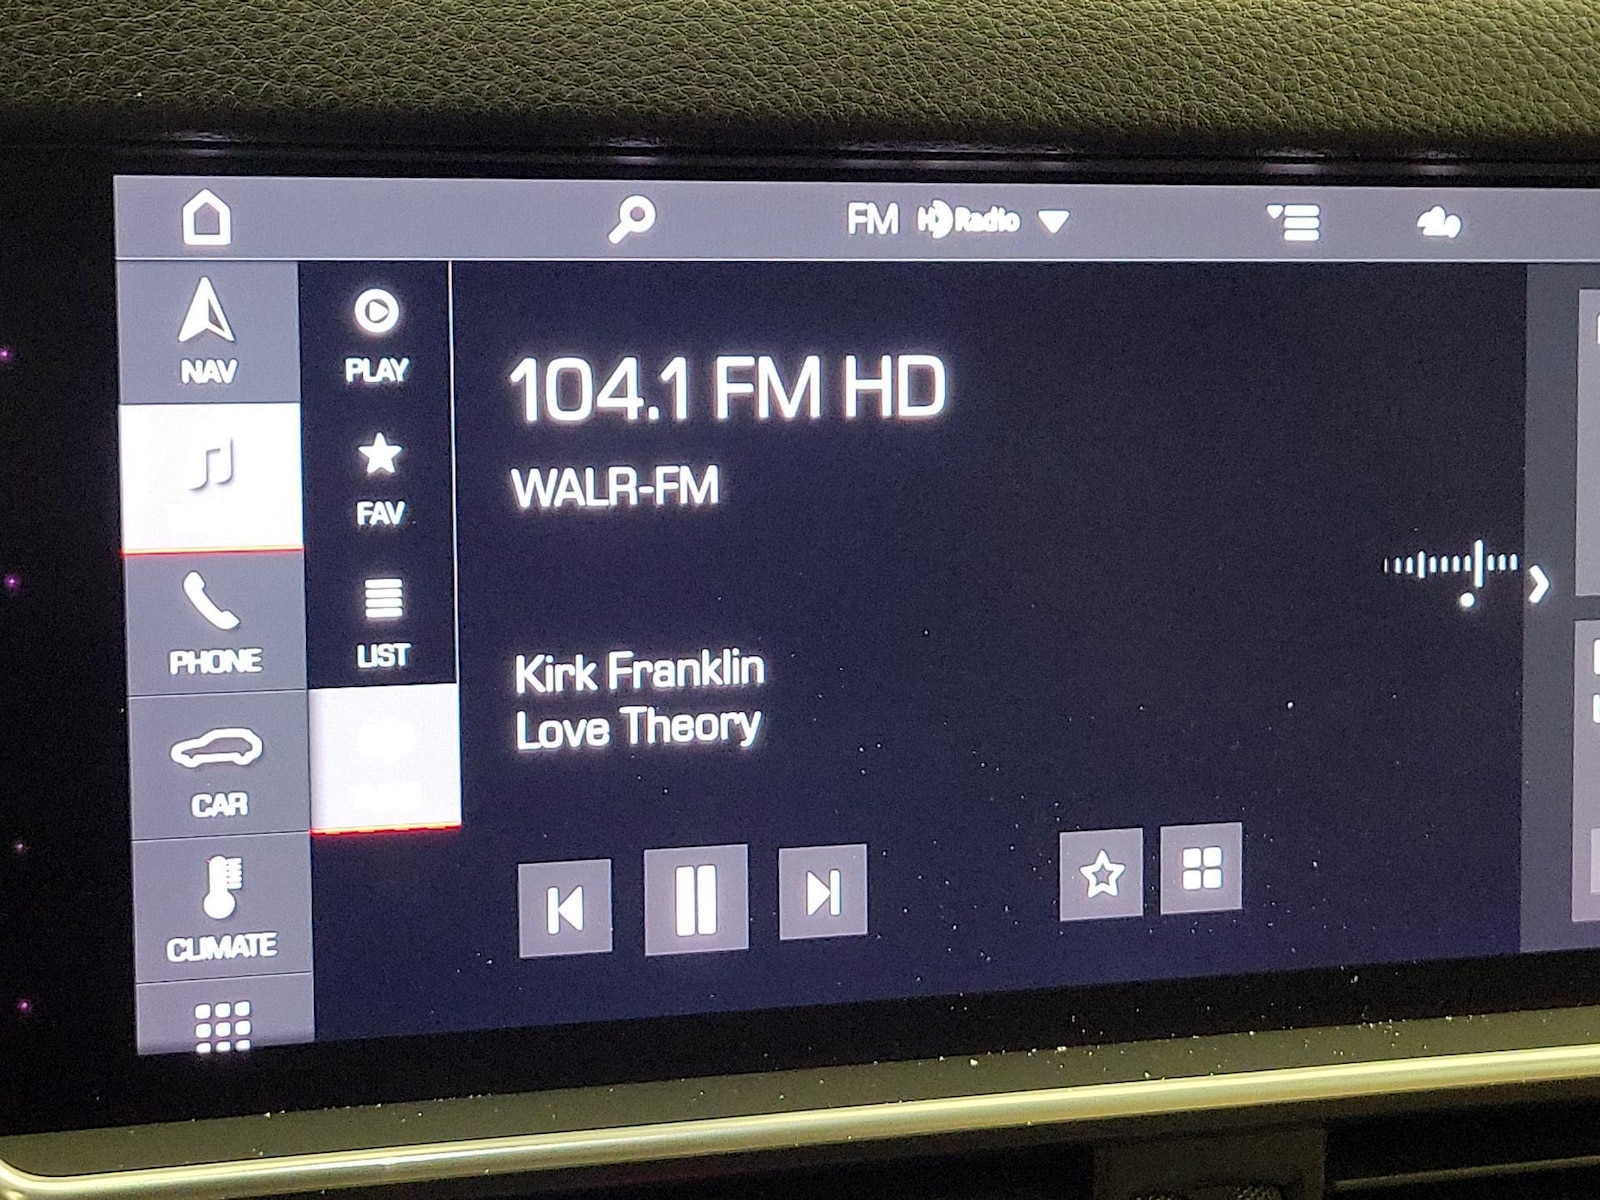 FM HD Radio
NAV
PLAY
FAV
PHONE
LIST
CAR
CLIMATE
104.1 FM HD
WALR-FM
Kirk Franklin
Love Theory